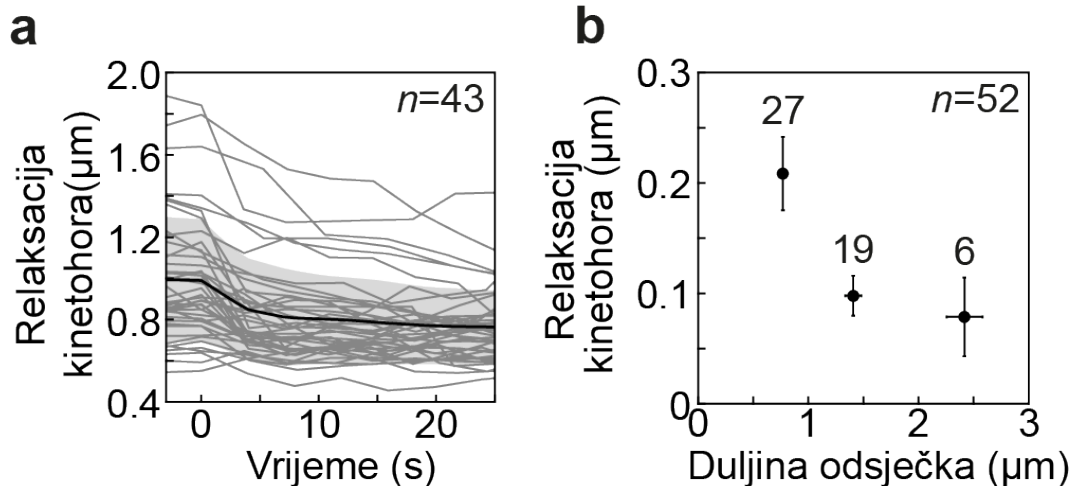 a
Relaksacija
kinetohora(µm)
2.0
1.6
1.2
0.8
0.4
n=43
0
10
20
Vrijeme (s)
b
Relaksacija
kinetohora (µm)
0.3
0.2
0.1
0
n=52
27
19
6
0
1
2
3
Duljina odsječka (µm)